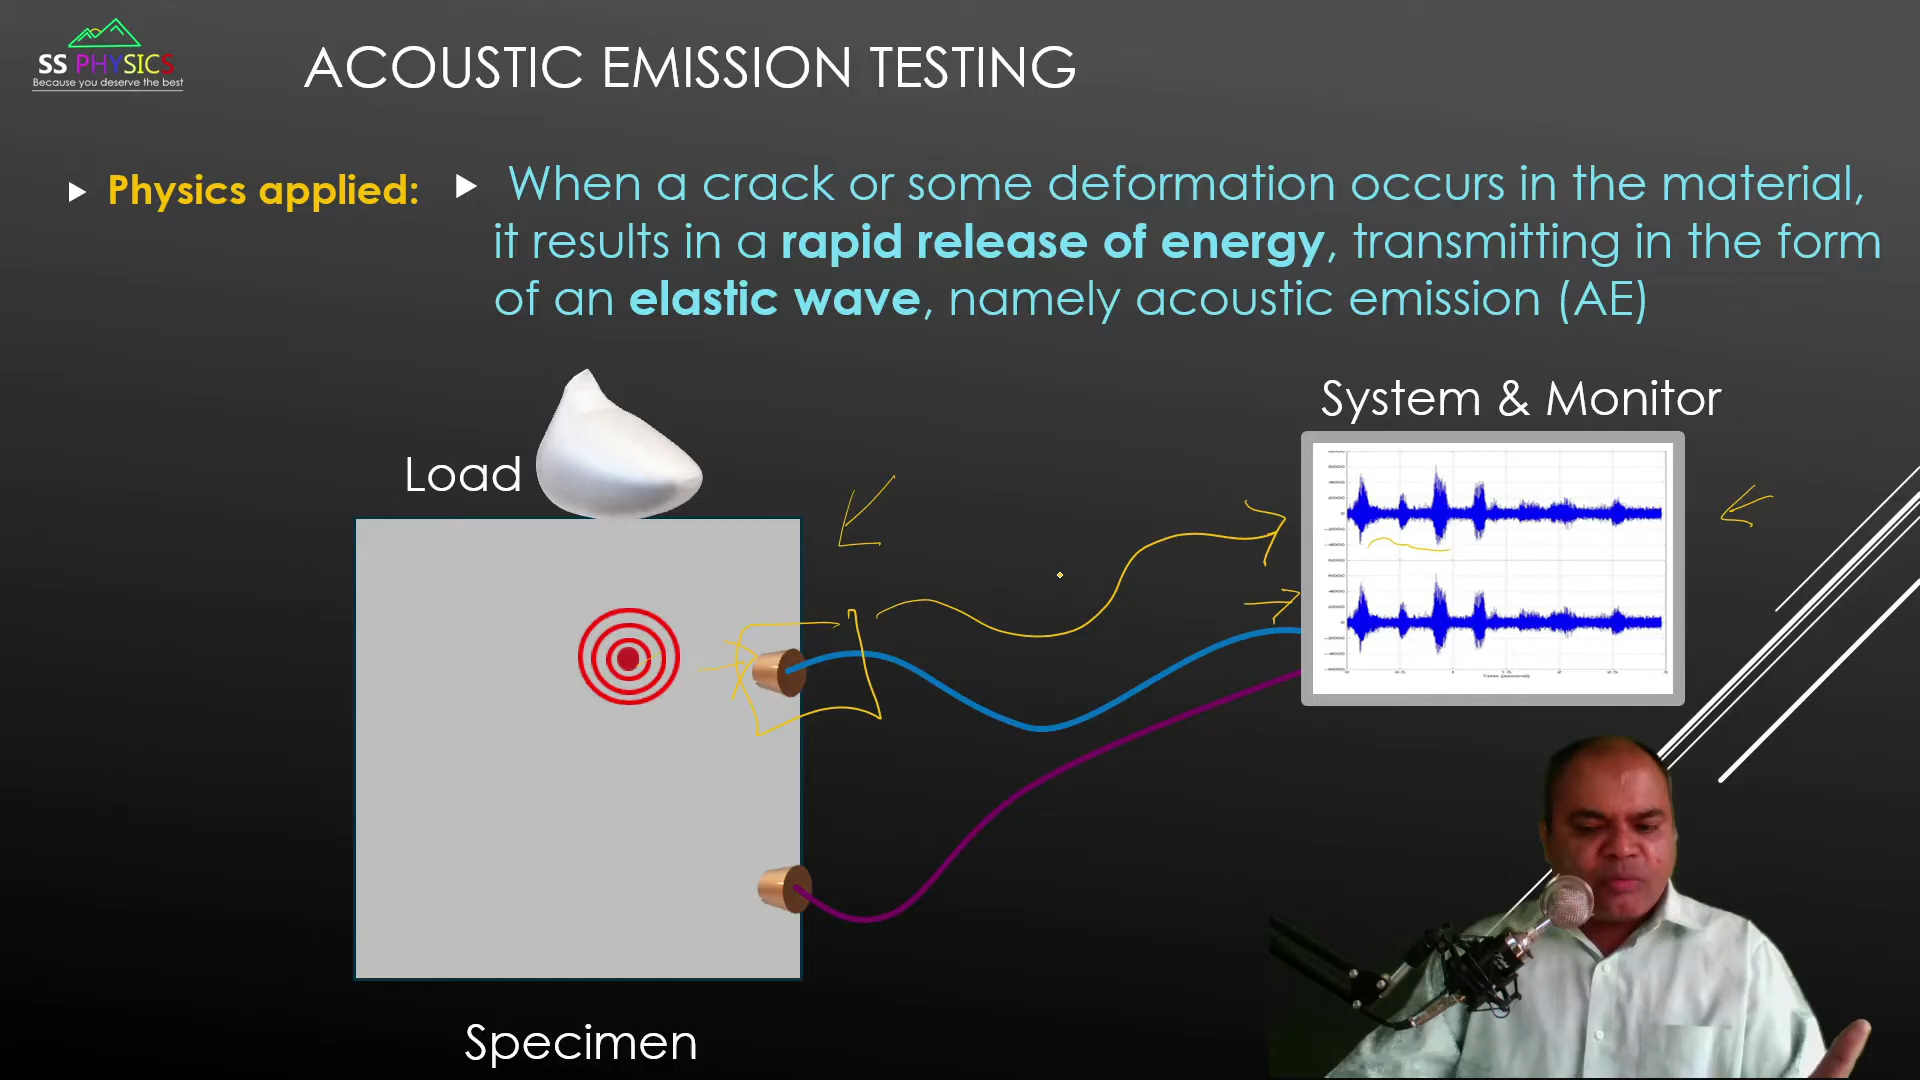 SS PHYSICS
Because you deserve the best
ACOUSTIC EMISSION TESTING
Physics applied:
When a crack or some deformation occurs in the material,
it results in a rapid release of energy, transmitting in the form
of an elastic wave, namely acoustic emission (AE)
System & Monitor
Load
Specimen